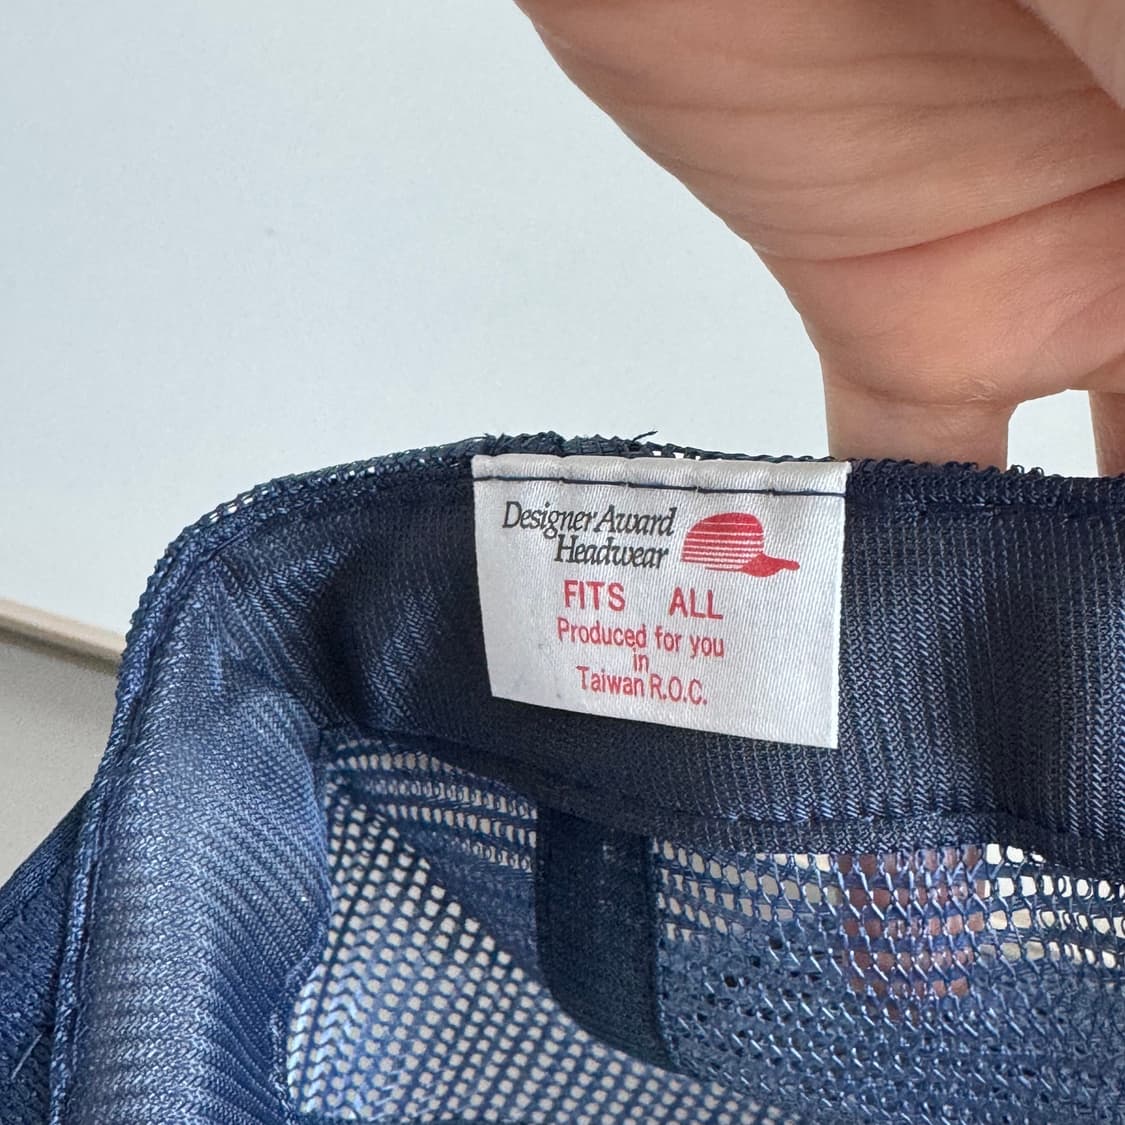 Designer Award
Headwear
FITS ALL
Produced for you
in
Taiwan R.O.C.